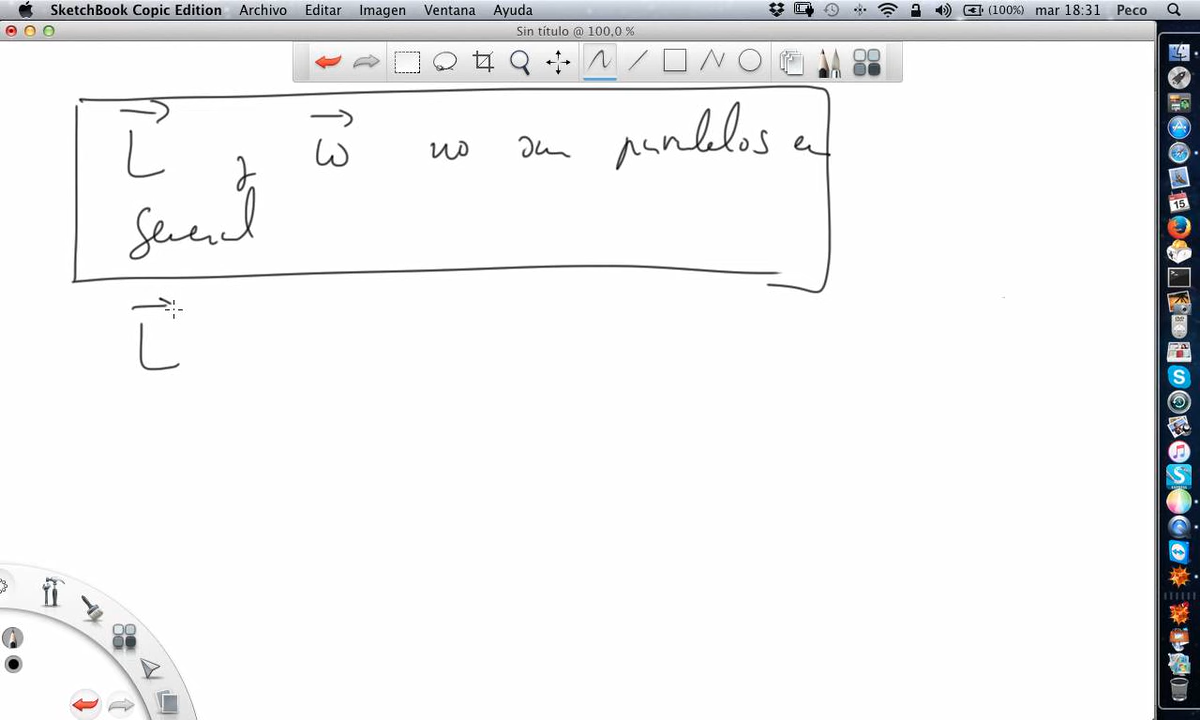 SketchBook Copic Edition Archivo Editar Imagen Ventana Ayuda (100%) mar 18:31 Peco
Sin título @ 100,0 %
L y ω no son paralelos en
general
L
15